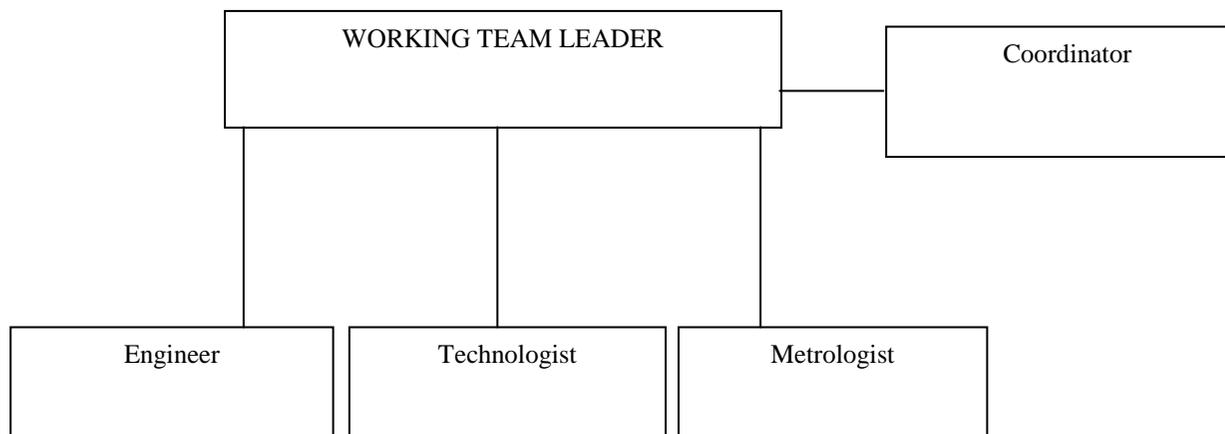 WORKING TEAM LEADER
Coordinator
Engineer
Technologist
Metrologist